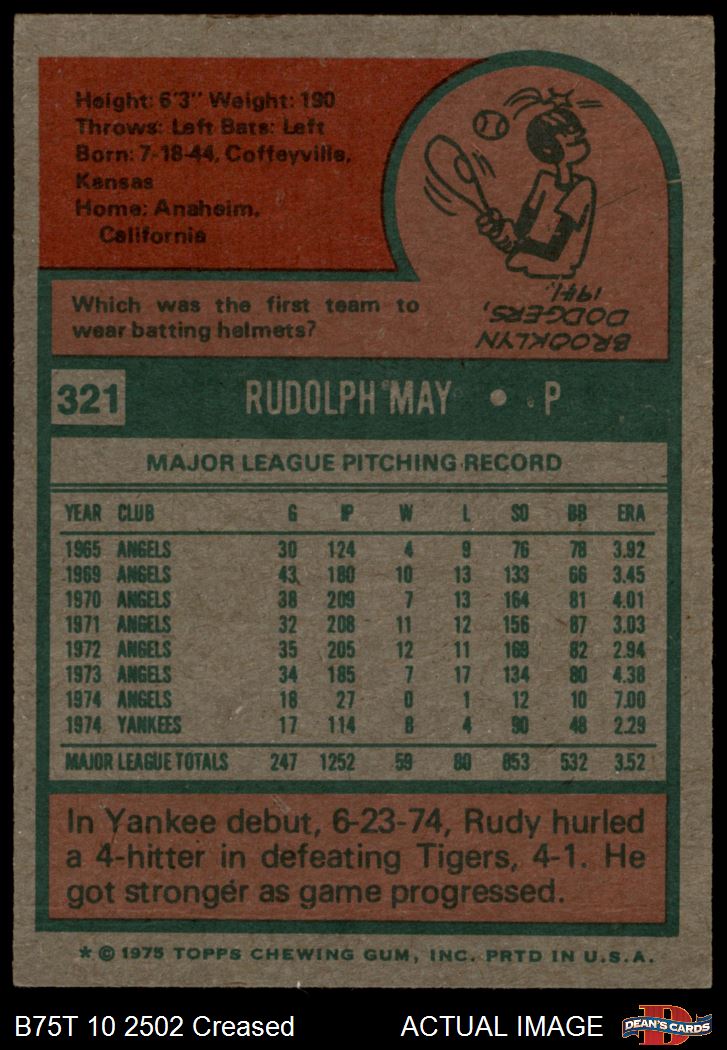 Height: 6'3" Weight: 190
Throws: Left Bats: Left
Born: 7-18-44, Coffeyville,
Kansas
Home: Anaheim,
California
Which was the first team to
wear batting helmets?
BROOKLYN
DODGERS,
1941.
321 RUDOLPH MAY • P
MAJOR LEAGUE PITCHING RECORD
YEAR CLUB G IP W L SO BB ERA
1965 ANGELS 30 124 4 9 76 78 3.92
1969 ANGELS 43 180 10 13 133 66 3.45
1970 ANGELS 38 209 7 13 164 81 4.01
1971 ANGELS 32 208 11 12 156 87 3.03
1972 ANGELS 35 205 12 11 169 82 2.94
1973 ANGELS 34 185 7 17 134 80 4.38
1974 ANGELS 18 27 0 1 12 10 7.00
1974 YANKEES 17 114 8 4 90 48 2.29
MAJOR LEAGUE TOTALS 247 1252 59 80 853 532 3.52
In Yankee debut, 6-23-74, Rudy hurled
a 4-hitter in defeating Tigers, 4-1. He
got stronger as game progressed.
* © 1975 TOPPS CHEWING GUM, INC. PRTD IN U.S.A.
B75T 10 2502 Creased ACTUAL IMAGE
D
DEAN'S CARDS